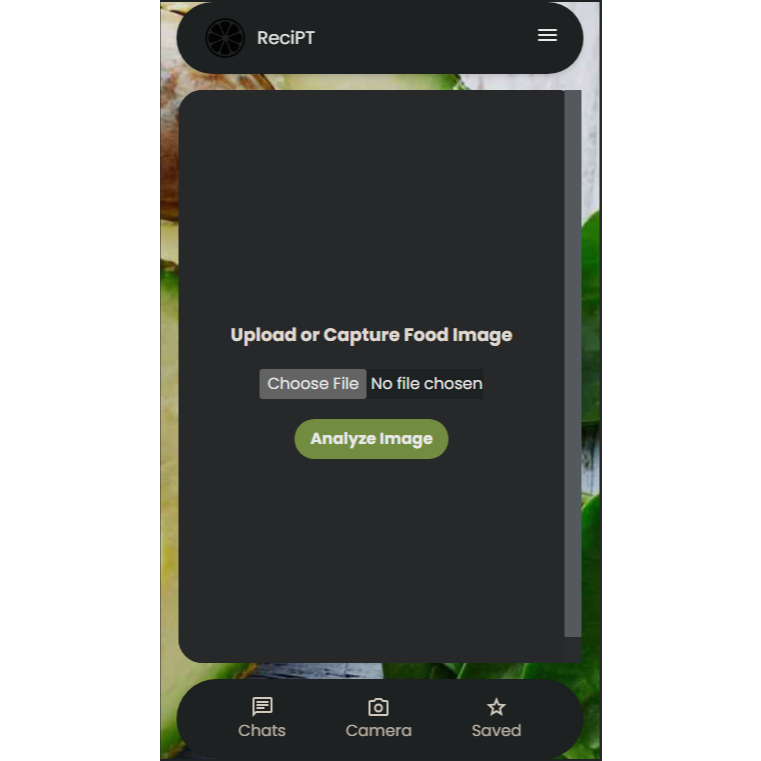 ReciPT
Upload or Capture Food Image
Choose File No file chosen
Analyze Image
Chats Camera Saved